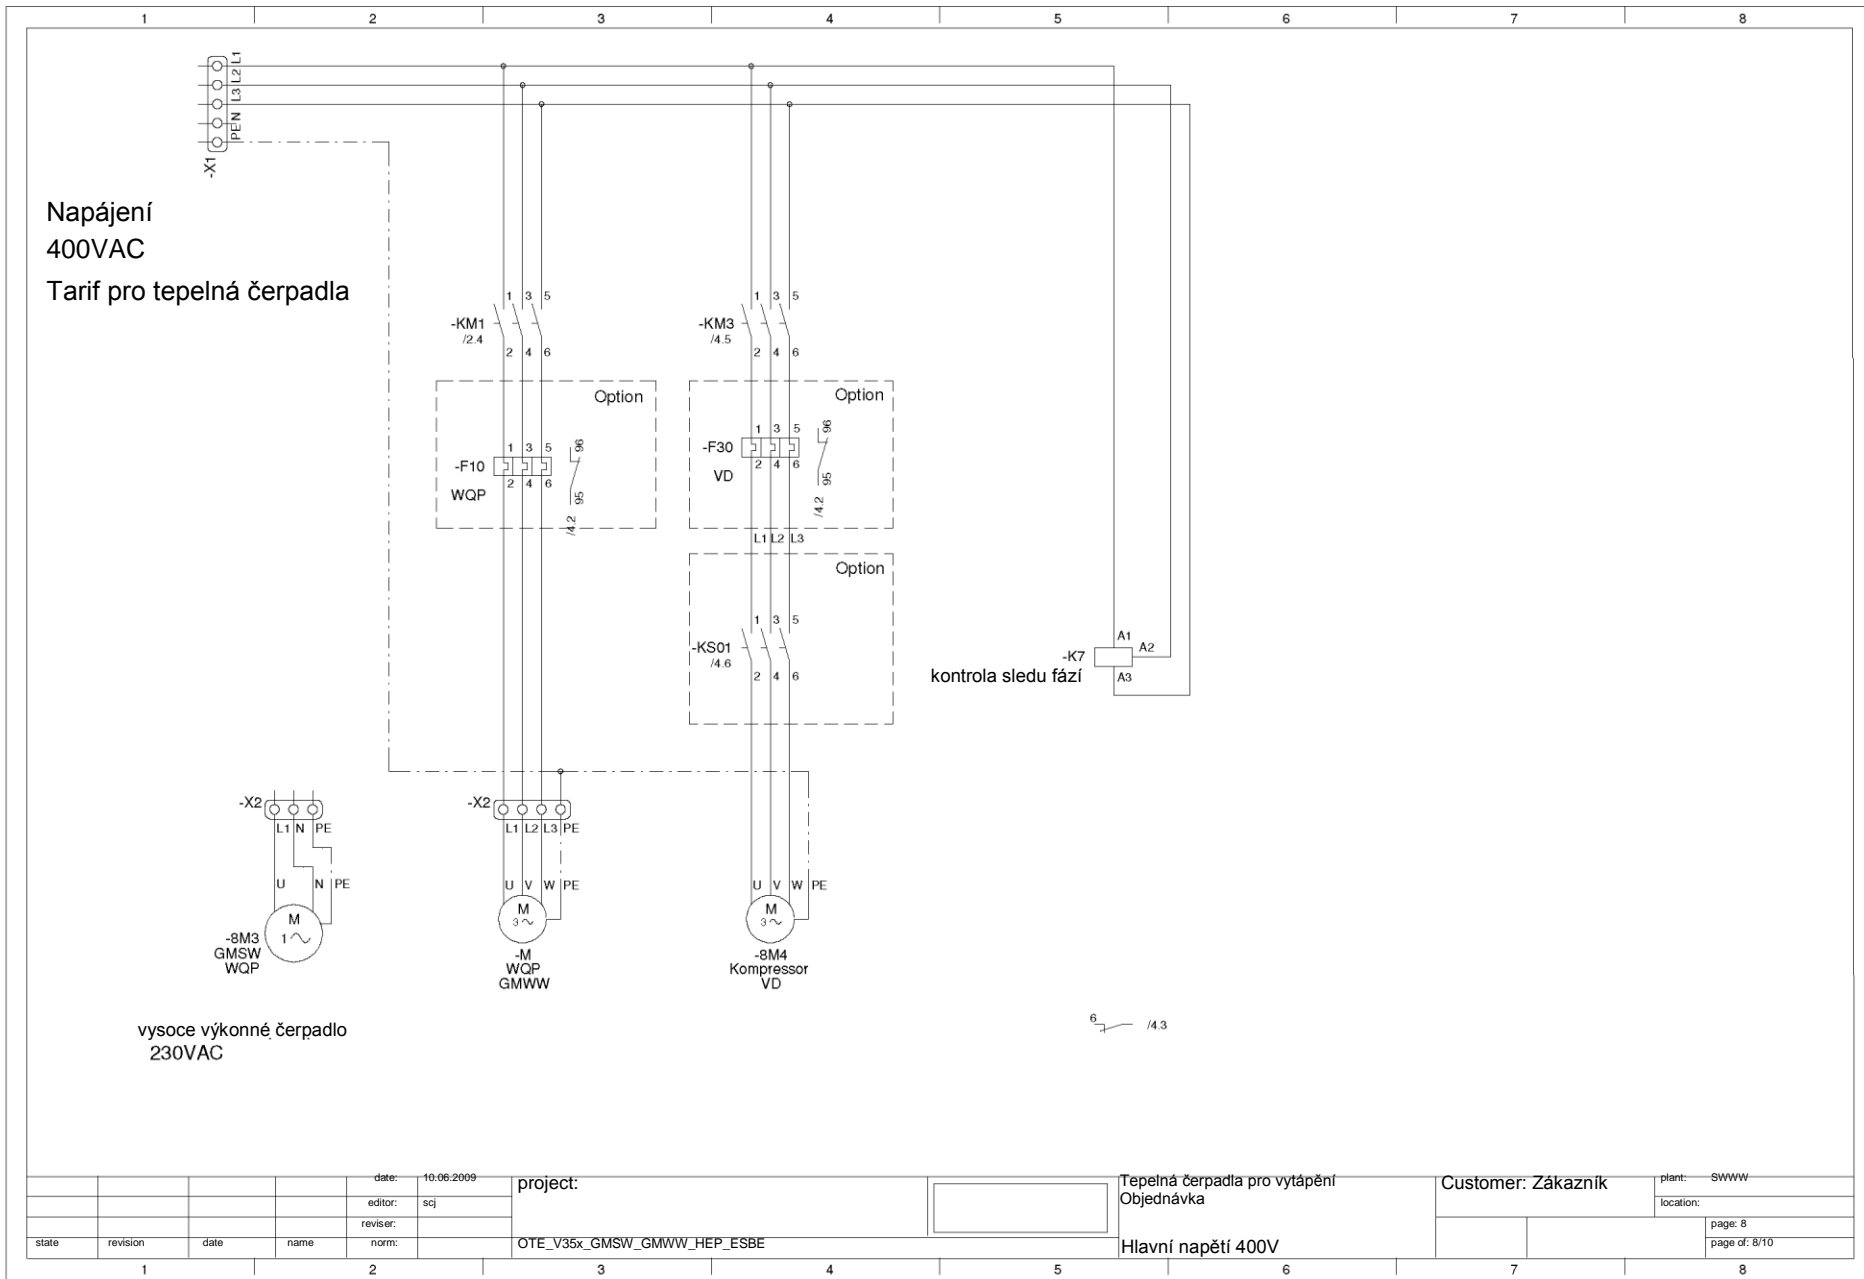 1 2 3 4 5 6 7 8
L1
L2
L3
N
PE
-X1
Napájení
400VAC
Tarif pro tepelná čerpadla
1 3 5
-KM1
/2.4
2 4 6
1 3 5
-KM3
/4.5
2 4 6
Option
1 3 5
-F10
WQP
2 4 6
96
95
/4.2
Option
1 3 5
-F30
VD
2 4 6
96
95
/4.2
L1 L2 L3
Option
1 3 5
-KS01
/4.6
2 4 6
A1
A2
-K7
A3
kontrola sledu fází
-X2
L1 N PE
U N PE
M
1
-8M3
GMSW
WQP
vysoce výkonné čerpadlo
230VAC
-X2
L1 L2 L3 PE
U V W PE
M
3
-M
WQP
GMWW
U V W PE
M
3
-8M4
Kompressor
VD
6
/4.3
date: 10.06.2009
editor: scj
reviser:
state revision date name norm:
project:
OTE_V35x_GMSW_GMWW_HEP_ESBE
Tepelná čerpadla pro vytápění
Objednávka
Hlavní napětí 400V
Customer: Zákazník
plant: SWWW
location:
page: 8
page of: 8/10
1 2 3 4 5 6 7 8